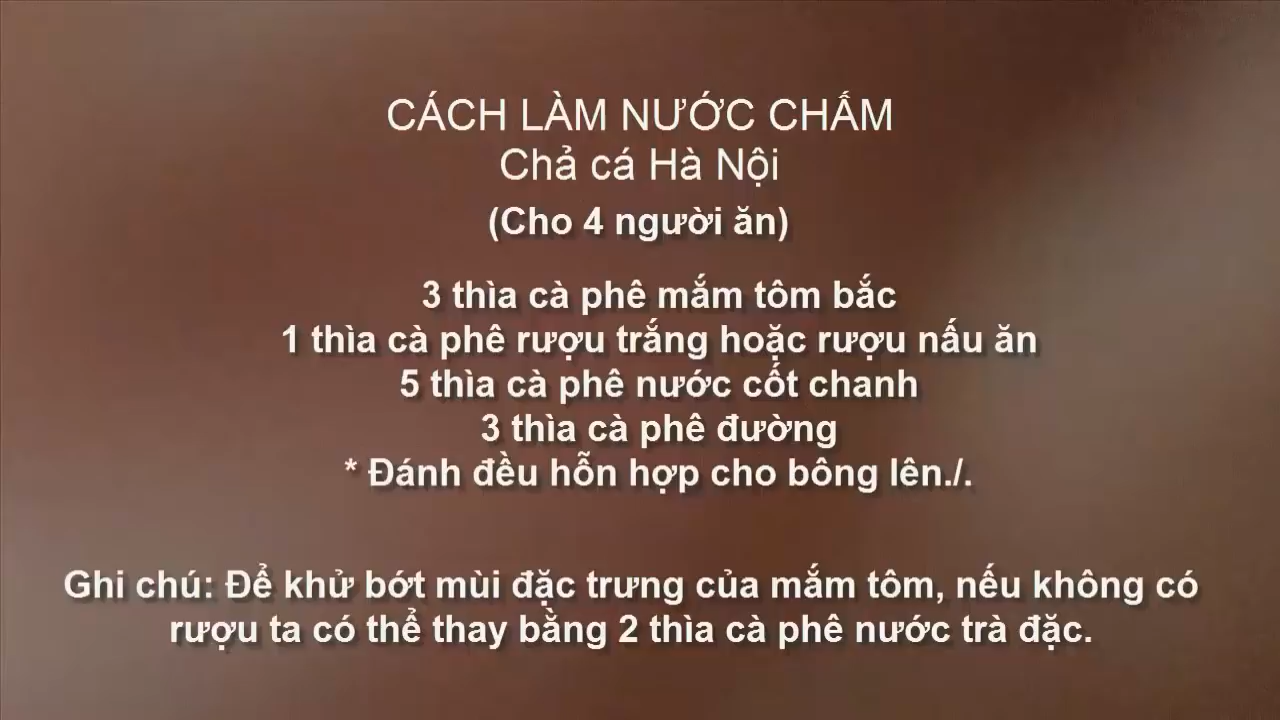 CÁCH LÀM NƯỚC CHẤM
Chả cá Hà Nội
(Cho 4 người ăn)
3 thìa cà phê mắm tôm bắc
1 thìa cà phê rượu trắng hoặc rượu nấu ăn
5 thìa cà phê nước cốt chanh
3 thìa cà phê đường
* Đánh đều hỗn hợp cho bông lên./.
Ghi chú: Để khử bớt mùi đặc trưng của mắm tôm, nếu không có
rượu ta có thể thay bằng 2 thìa cà phê nước trà đặc.